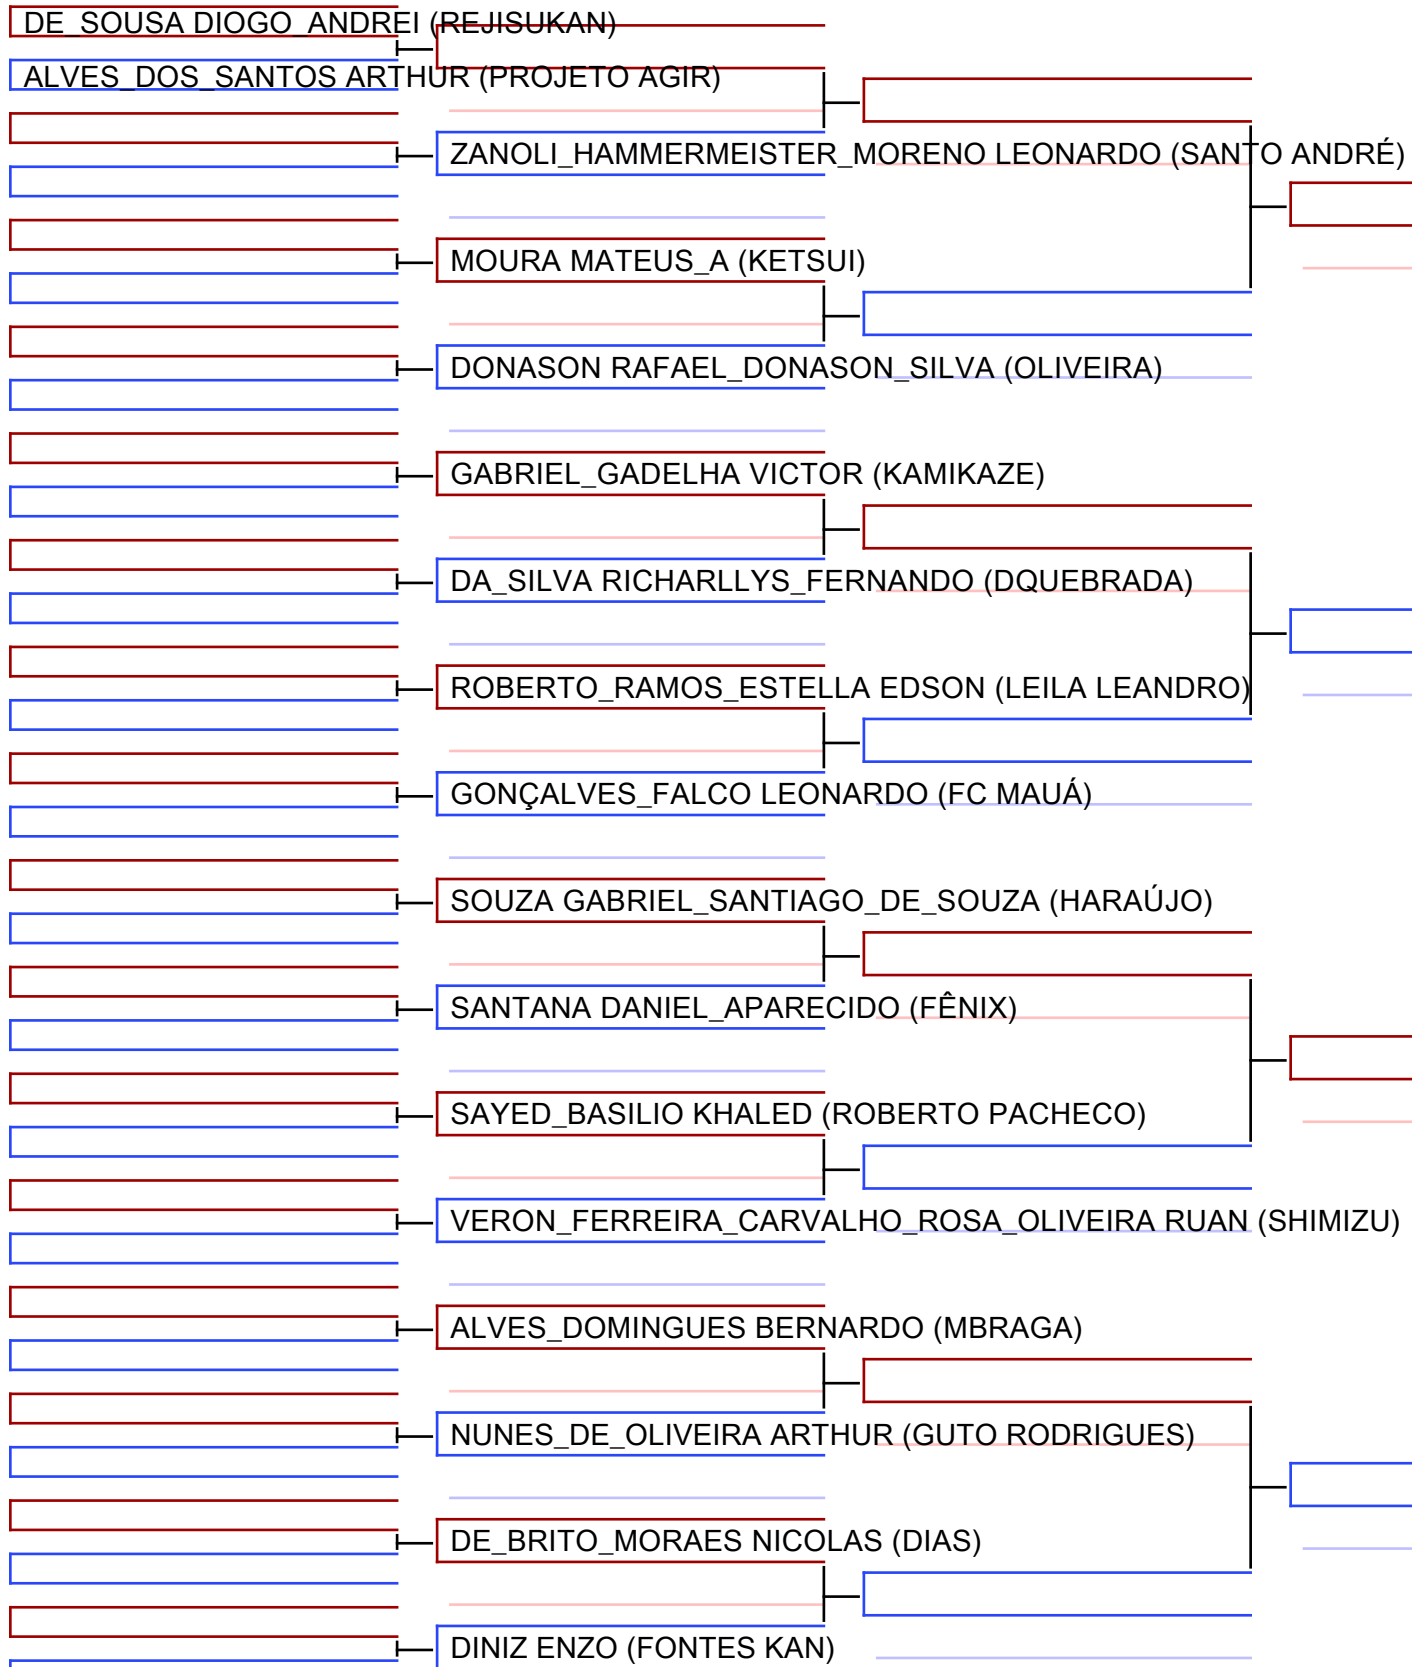 DE_SOUSA DIOGO_ANDREI (REJISUKAN)
ALVES_DOS_SANTOS ARTHUR (PROJETO AGIR)
ZANOLI_HAMMERMEISTER_MORENO LEONARDO (SANTO ANDRÉ)
MOURA MATEUS_A (KETSUI)
DONASON RAFAEL_DONASON_SILVA (OLIVEIRA)
GABRIEL_GADELHA VICTOR (KAMIKAZE)
DA_SILVA RICHARLLYS_FERNANDO (DQUEBRADA)
ROBERTO_RAMOS_ESTELLA EDSON (LEILA LEANDRO)
GONÇALVES_FALCO LEONARDO (FC MAUÁ)
SOUZA GABRIEL_SANTIAGO_DE_SOUZA (HARAÚJO)
SANTANA DANIEL_APARECIDO (FÊNIX)
SAYED_BASILIO KHALED (ROBERTO PACHECO)
VERON_FERREIRA_CARVALHO_ROSA_OLIVEIRA RUAN (SHIMIZU)
ALVES_DOMINGUES BERNARDO (MBRAGA)
NUNES_DE_OLIVEIRA ARTHUR (GUTO RODRIGUES)
DE_BRITO_MORAES NICOLAS (DIAS)
DINIZ ENZO (FONTES KAN)